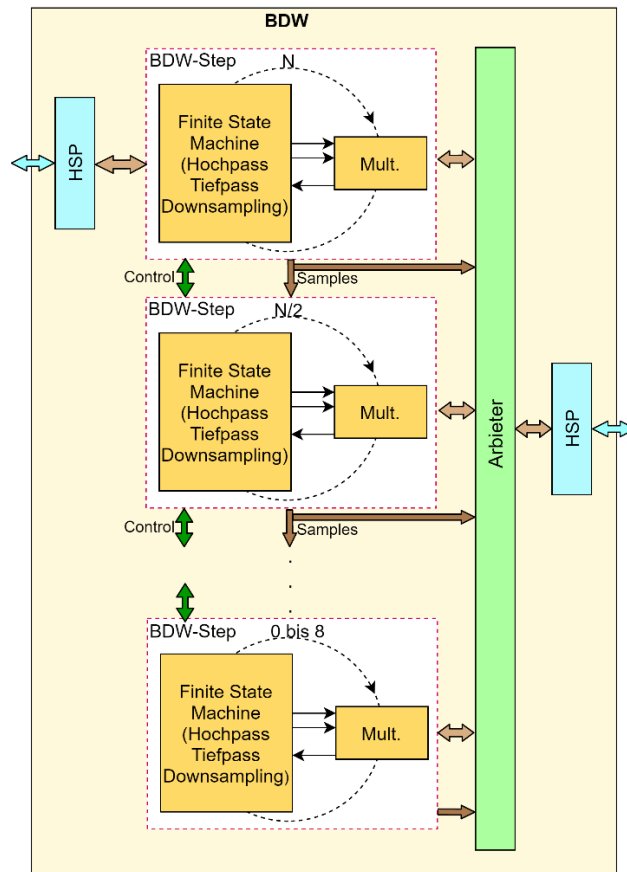 BDW
BDW-Step
N
Finite State
Machine
(Hochpass
Tiefpass
Downsampling)
Mult.
HSP
Control
Samples
BDW-Step
N/2
Finite State
Machine
(Hochpass
Tiefpass
Downsampling)
Mult.
Arbieter
HSP
Control
Samples
BDW-Step
0 bis 8
Finite State
Machine
(Hochpass
Tiefpass
Downsampling)
Mult.